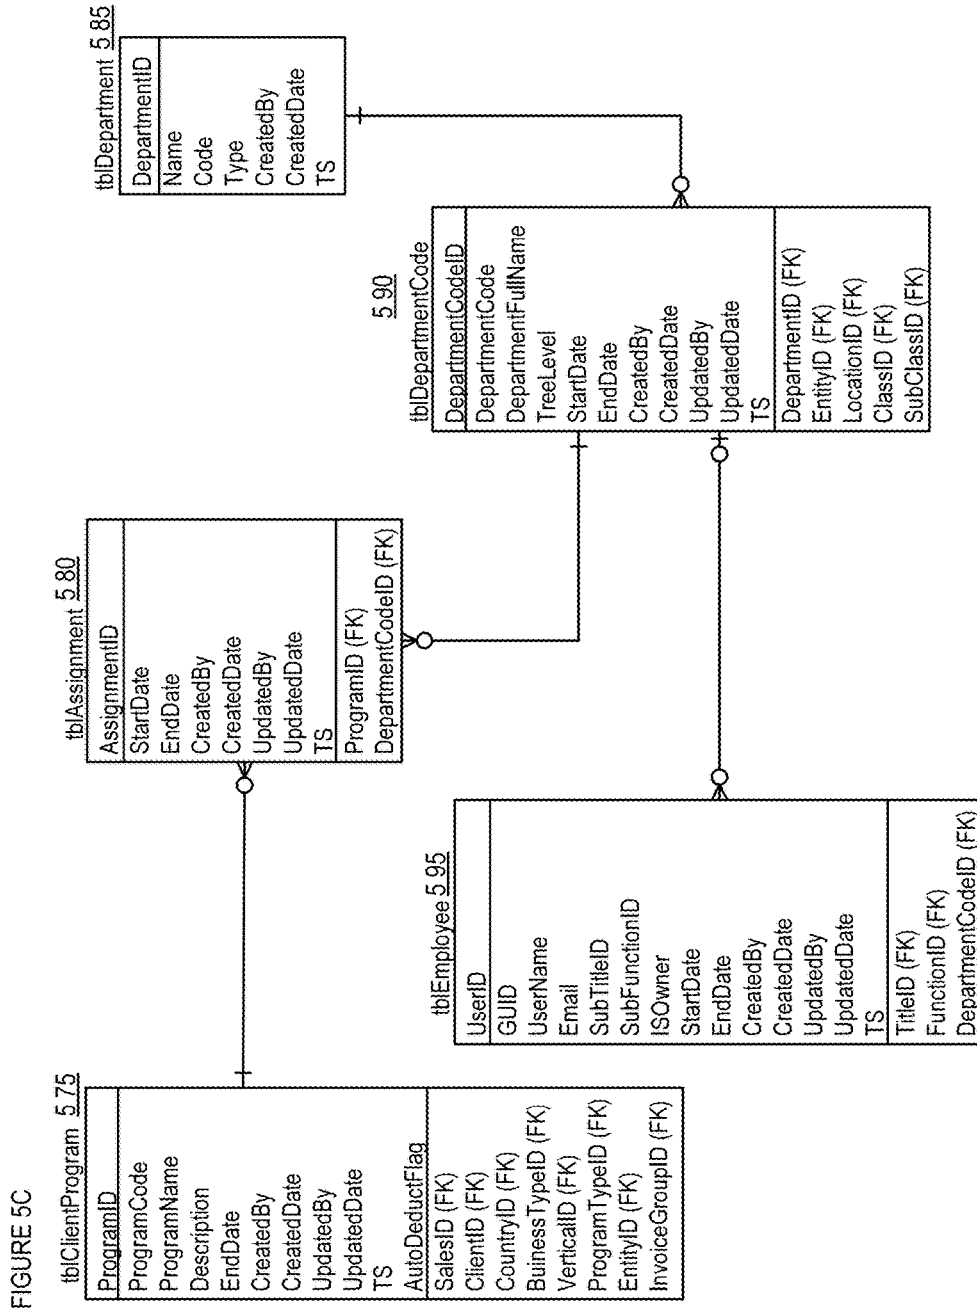 FIGURE 5C
tblClientProgram 5 75
ProgramID
ProgramCode
ProgramName
Description
EndDate
CreatedBy
CreatedDate
UpdatedBy
UpdatedDate
TS
AutoDeductFlag
SalesID (FK)
ClientID (FK)
CountryID (FK)
BuinessTypeID (FK)
VerticalID (FK)
ProgramTypeID (FK)
EntityID (FK)
InvoiceGroupID (FK)
tblAssignment 5 80
AssignmentID
StartDate
EndDate
CreatedBy
CreatedDate
UpdatedBy
UpdatedDate
TS
ProgramID (FK)
DepartmentCodeID (FK)
tblDepartment 5 85
DepartmentID
Name
Code
Type
CreatedBy
CreatedDate
TS
tblEmployee 5 95
UserID
GUID
UserName
Email
SubTitleID
SubFunctionID
ISOwner
StartDate
EndDate
CreatedBy
CreatedDate
UpdatedBy
UpdatedDate
TS
TitleID (FK)
FunctionID (FK)
DepartmentCodeID (FK)
5 90
tblDepartmentCode
DepartmentCodeID
DepartmentCode
DepartmentFullName
TreeLevel
StartDate
EndDate
CreatedBy
CreatedDate
UpdatedBy
UpdatedDate
TS
DepartmentID (FK)
EntityID (FK)
LocationID (FK)
ClassID (FK)
SubClassID (FK)